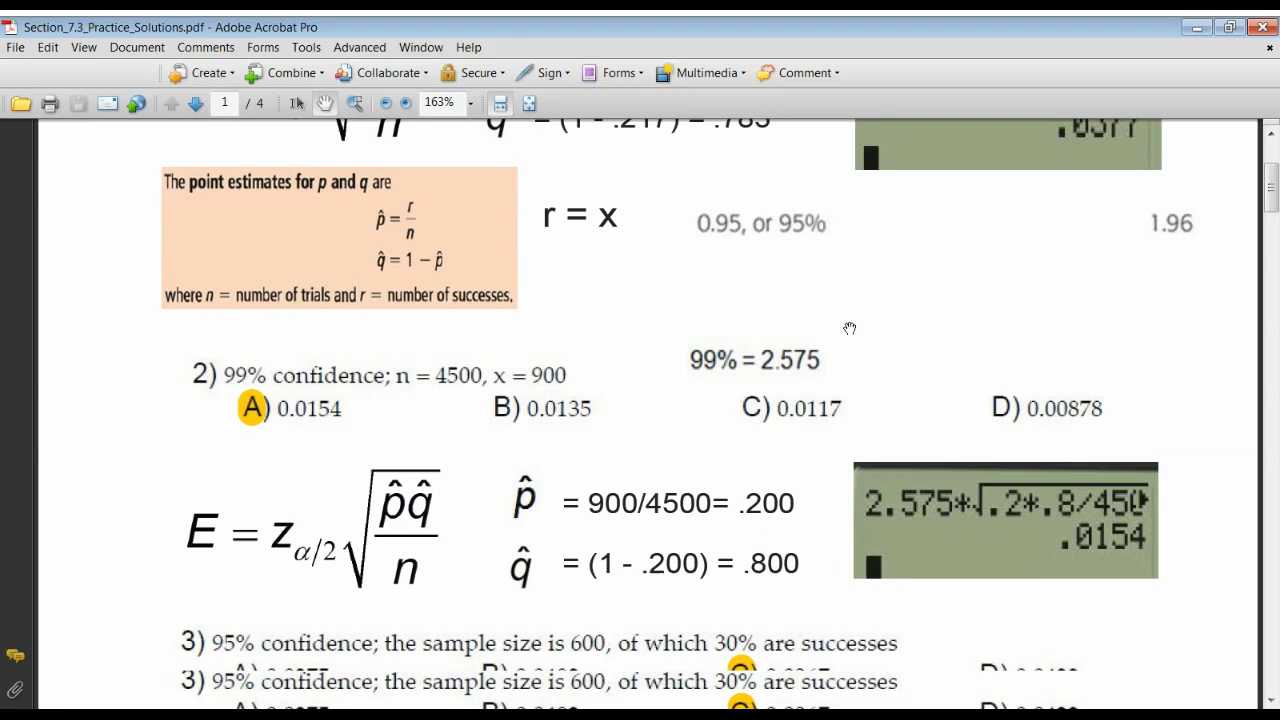 Section_7.3_Practice_Solutions.pdf - Adobe Acrobat Pro
File Edit View Document Comments Forms Tools Advanced Window Help
Create Combine Collaborate Secure Sign Forms Multimedia Comment
1 / 4 163%
n q̂ = (1 - .217) = .783
.0377
The point estimates for p and q are
p̂ = r/n
q̂ = 1 − p̂
where n = number of trials and r = number of successes.
r = x
0.95, or 95% 1.96
99% = 2.575
2) 99% confidence; n = 4500, x = 900
A) 0.0154 B) 0.0135 C) 0.0117 D) 0.00878
E = z α/2 √ p̂q̂ / n
p̂ = 900/4500= .200
q̂ = (1 - .200) = .800
2.575*√.2*.8/450
.0154
3) 95% confidence; the sample size is 600, of which 30% are successes
3) 95% confidence; the sample size is 600, of which 30% are successes